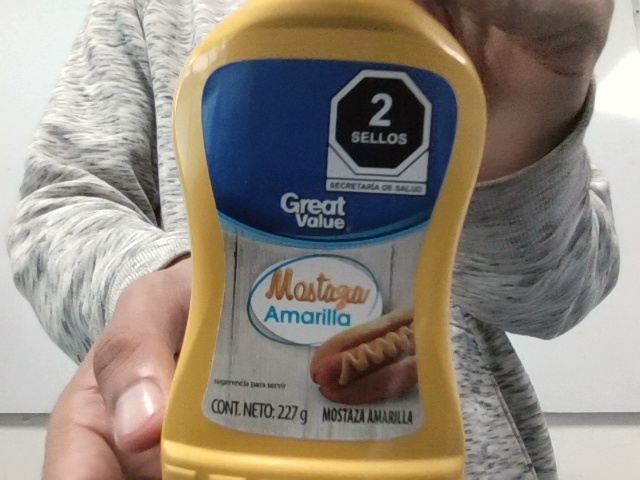 2
SELLOS
SECRETARÍA DE SALUD
Great
Value
Mostaza
Amarilla
sugerencia para servir
CONT. NETO: 227 g MOSTAZA AMARILLA